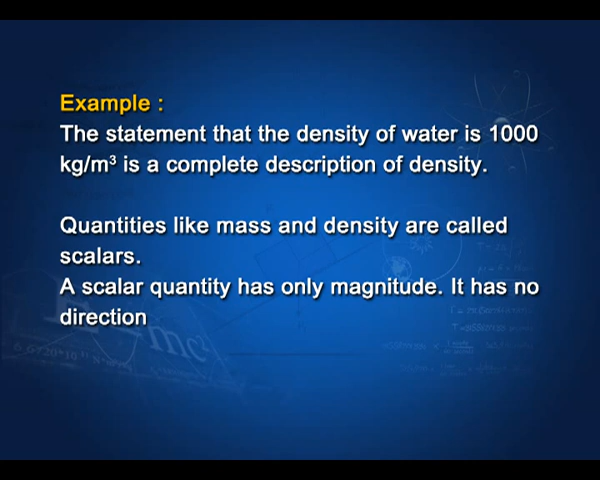 Example :
The statement that the density of water is 1000
kg/m³ is a complete description of density.
Quantities like mass and density are called
scalars.
A scalar quantity has only magnitude. It has no
direction
mc²